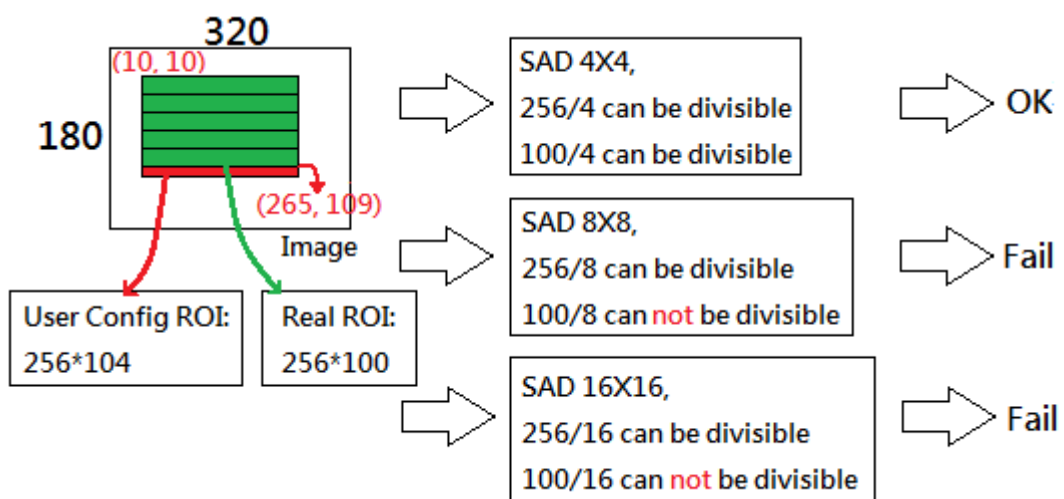 320
(10, 10)
180
(265, 109)
Image
User Config ROI:
256*104
Real ROI:
256*100
SAD 4X4,
256/4 can be divisible
100/4 can be divisible
OK
SAD 8X8,
256/8 can be divisible
100/8 can not be divisible
Fail
SAD 16X16,
256/16 can be divisible
100/16 can not be divisible
Fail